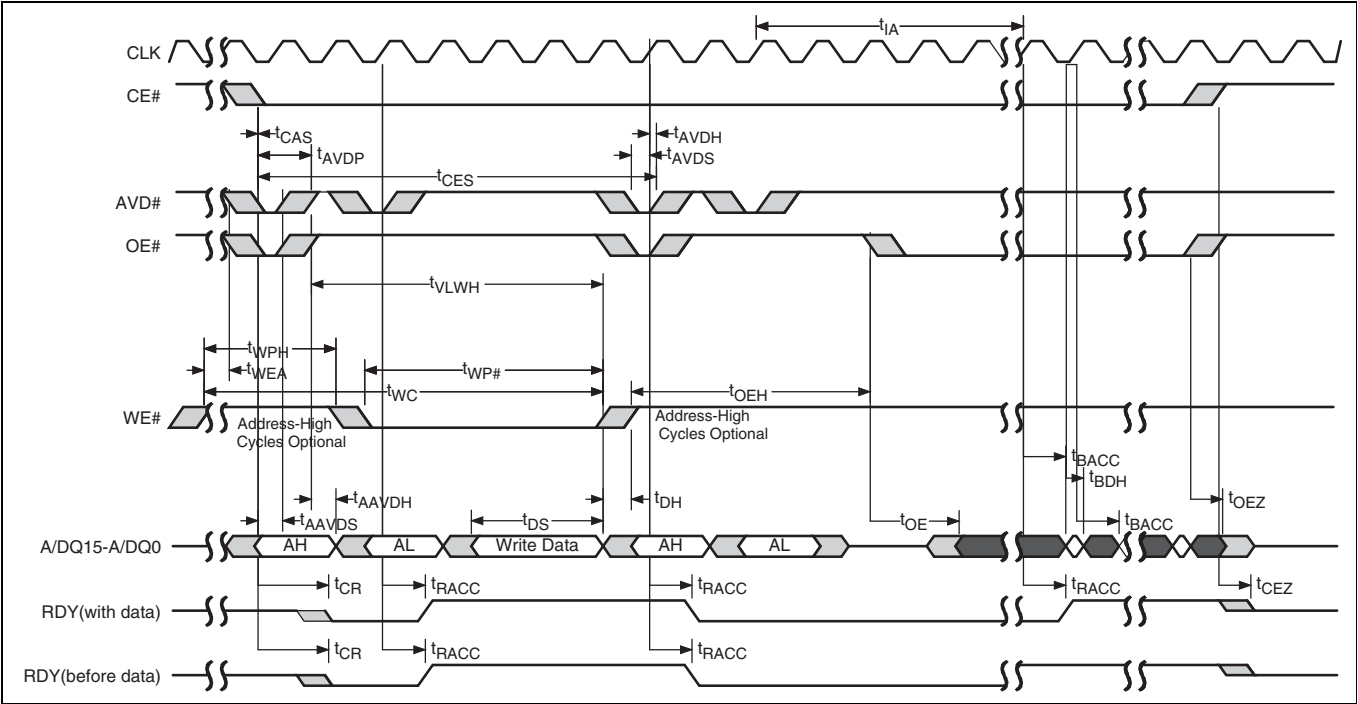 tIA
CLK
CE#
tCAS
tAVDH
tAVDP
tAVDS
tCES
AVD#
OE#
tVLWH
tWPH
tWEA
tWP#
tWC
tOEH
WE#
Address-High
Cycles Optional
Address-High
Cycles Optional
tBACC
tBDH
tAAVDH
tDH
tOEZ
tAAVDS
tDS
tOE
tBACC
A/DQ15-A/DQ0
AH
AL
Write Data
AH
AL
tCR
tRACC
tRACC
tRACC
tCEZ
RDY(with data)
tCR
tRACC
tRACC
RDY(before data)